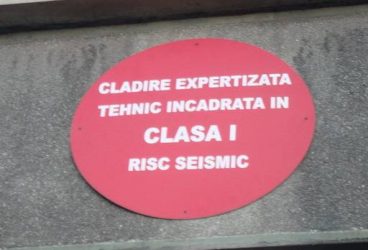 CLADIRE EXPERTIZATA
TEHNIC INCADRATA IN
CLASA I
RISC SEISMIC